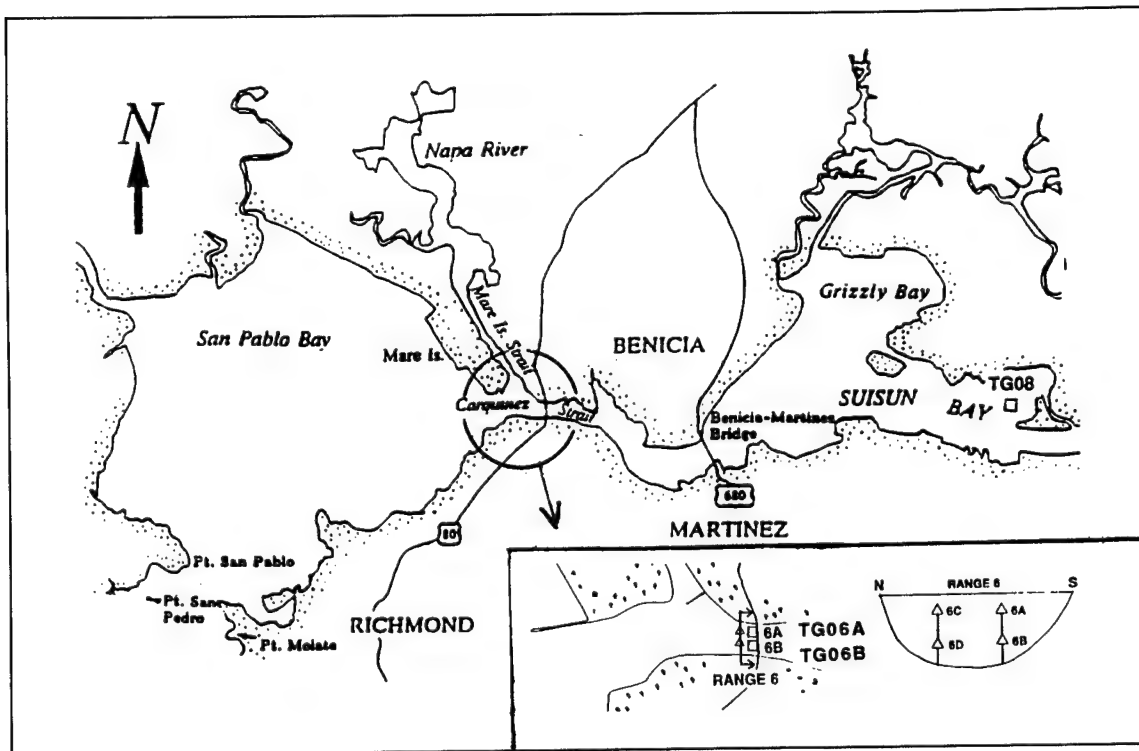 N
Napa River
San Pablo Bay
Mare Is. Strait
Mare Is.
Carquinez
Strait
BENICIA
Grizzly Bay
TG08
SUISUN
BAY
Benicia-Martinez
Bridge
680
MARTINEZ
80
Pt. San Pablo
Pt. San
Pedro
Pt. Molate
RICHMOND
6A
TG06A
6B
TG06B
RANGE 6
N
RANGE 6
S
6C
6A
6D
6B